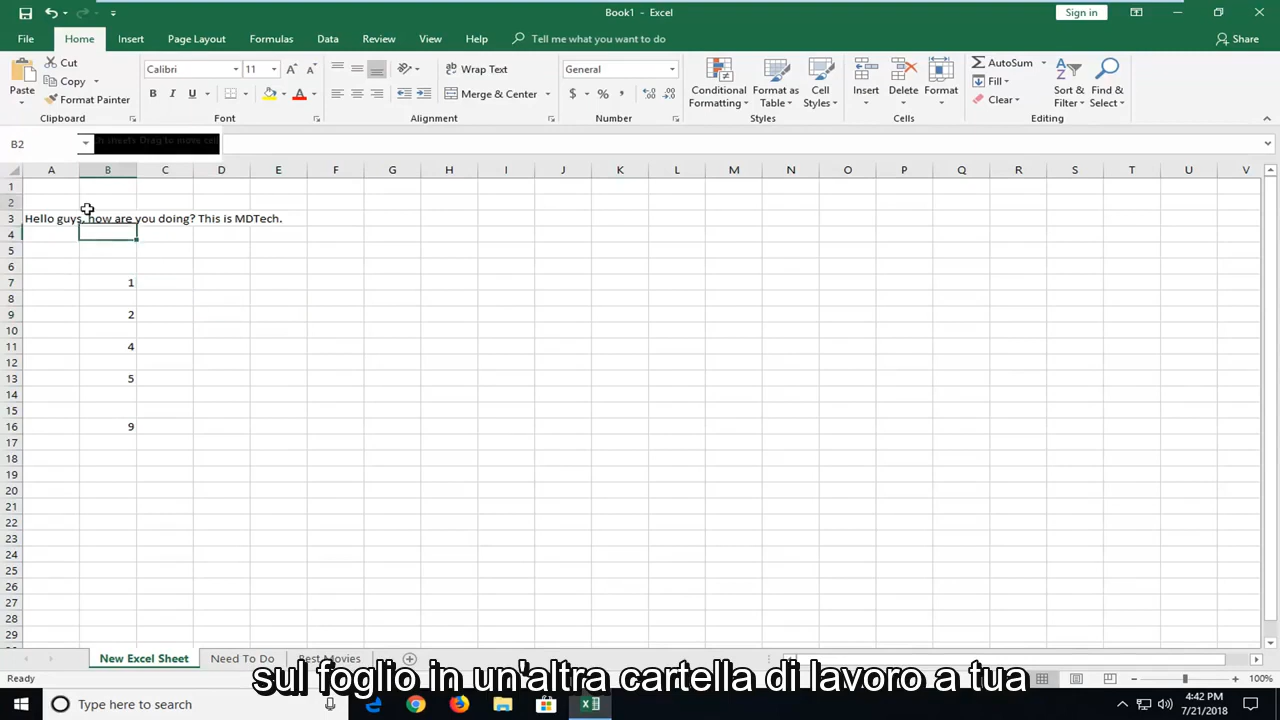 Book1 - Excel
Sign in
File Home Insert Page Layout Formulas Data Review View Help Tell me what you want to do Share
Paste Cut Copy Format Painter Clipboard
Calibri 11 B I U Font
Wrap Text Merge & Center Alignment
General $ % , Number
Conditional Formatting Format as Table Cell Styles Styles
Insert Delete Format Cells
AutoSum Fill Clear Sort & Filter Find & Select Editing
B2
A B C D E F G H I J K L M N O P Q R S T U V
1
2
3 Hello guys, how are you doing? This is MDTech.
4
5
6
7 1
8
9 2
10
11 4
12
13 5
14
15
16 9
17
18
19
20
21
22
23
24
25
26
27
28
29
New Excel Sheet Need To Do Best Movies
sul foglio in un'altra cartella di lavoro a tua
Ready 100%
Type here to search
4:42 PM
7/21/2018